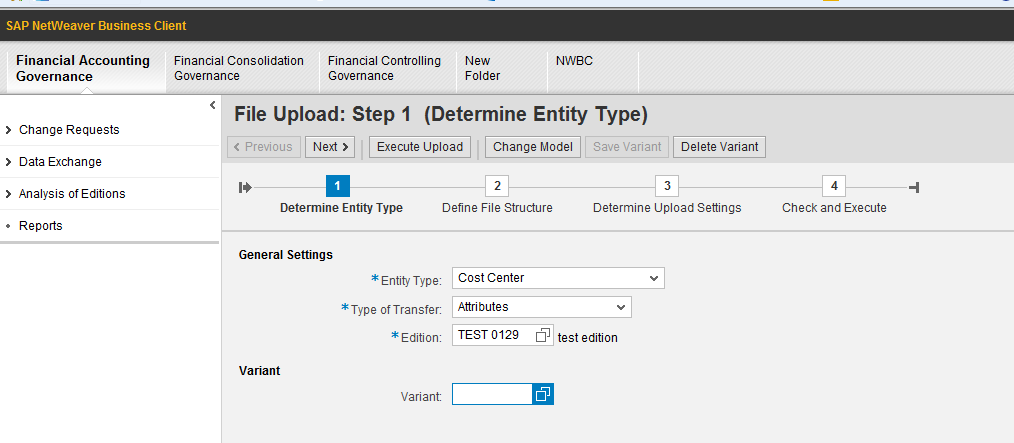 SAP NetWeaver Business Client
Financial Accounting
Governance
Financial Consolidation
Governance
Financial Controlling
Governance
New
Folder
NWBC
Change Requests
Data Exchange
Analysis of Editions
Reports
File Upload: Step 1 (Determine Entity Type)
Previous Next Execute Upload Change Model Save Variant Delete Variant
1 2 3 4
Determine Entity Type Define File Structure Determine Upload Settings Check and Execute
General Settings
*Entity Type: Cost Center
*Type of Transfer: Attributes
*Edition: TEST 0129 test edition
Variant
Variant: